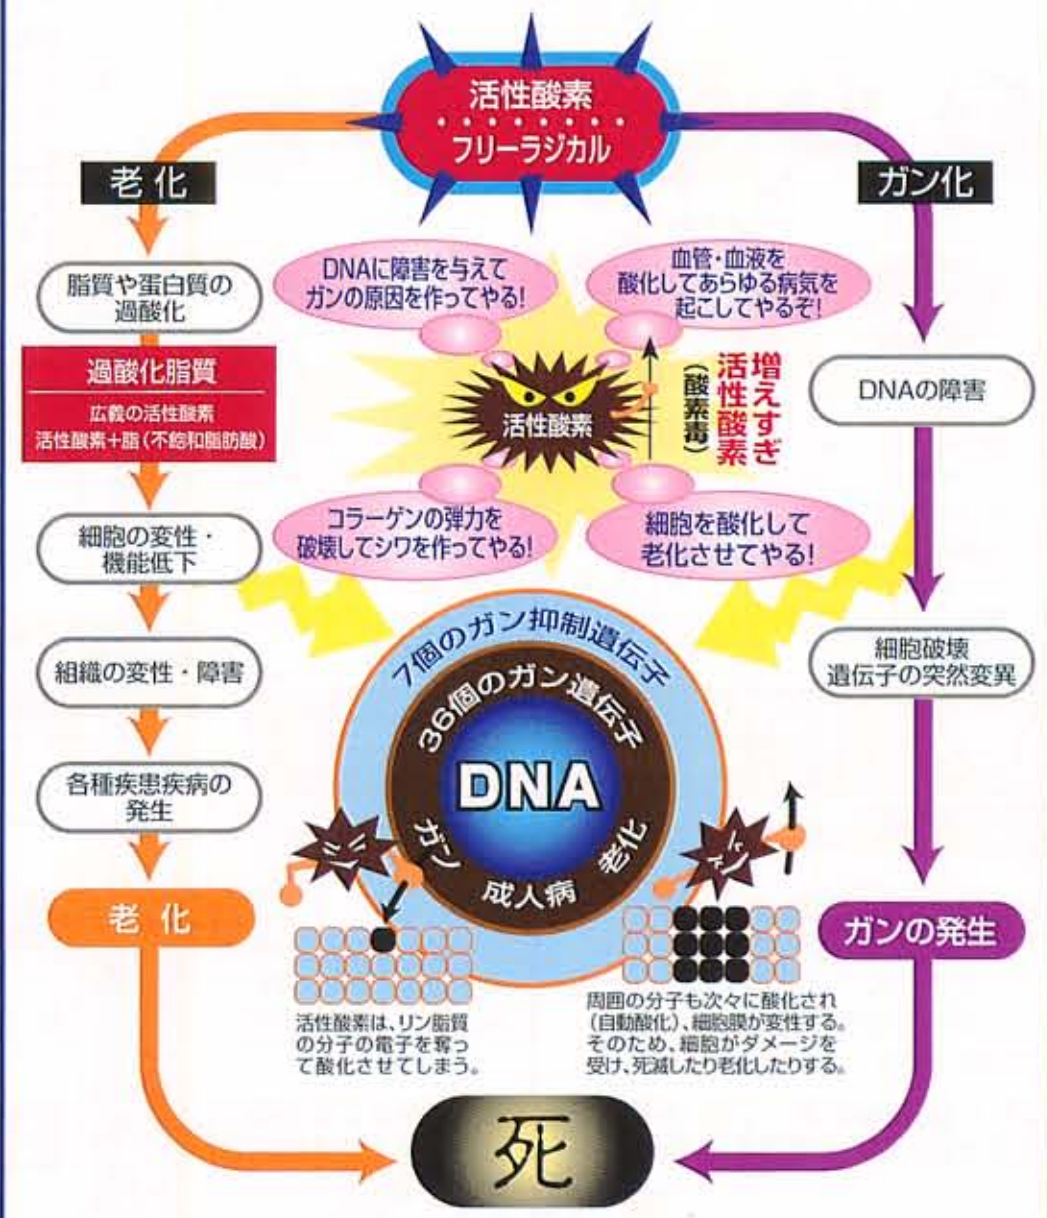 活性酸素
フリーラジカル
老化
ガン化
脂質や蛋白質の
過酸化
過酸化脂質
広義の活性酸素
活性酸素+脂(不飽和脂肪酸)
細胞の変性・
機能低下
組織の変性・障害
各種疾患疾病の
発生
老化
DNAに障害を与えて
ガンの原因を作ってやる!
血管・血液を
酸化してあらゆる病気を
起こしてやるぞ!
活性酸素
増えすぎ
活性酸素
(酸素毒)
コラーゲンの弾力を
破壊してシワを作ってやる!
細胞を酸化して
老化させてやる!
7個のガン抑制遺伝子
36個のガン遺伝子
DNA
ガン
成人病
老化
活性酸素は、リン脂質
の分子の電子を奪っ
て酸化させてしまう。
周囲の分子も次々に酸化され
(自動酸化)、細胞膜が変性する。
そのため、細胞がダメージを
受け、死滅したり老化したりする。
DNAの障害
細胞破壊
遺伝子の突然変異
ガンの発生
死